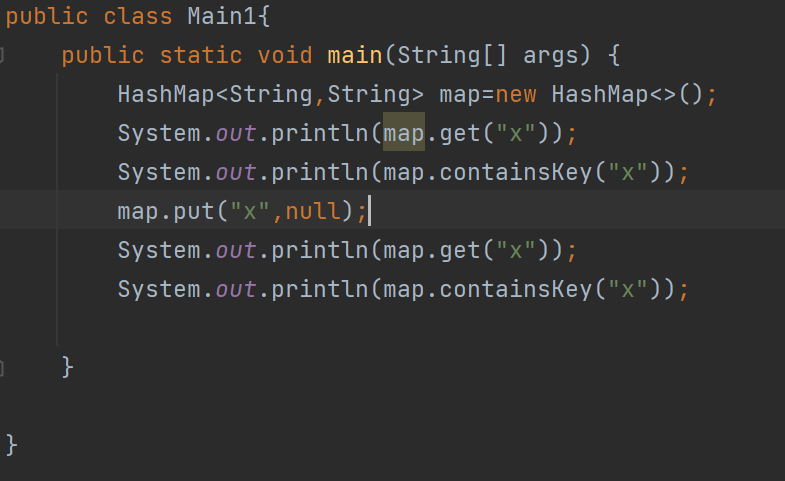 public class Main1{
    public static void main(String[] args) {
        HashMap<String,String> map=new HashMap<>();
        System.out.println(map.get("x"));
        System.out.println(map.containsKey("x"));
        map.put("x",null);
        System.out.println(map.get("x"));
        System.out.println(map.containsKey("x"));
    }
}